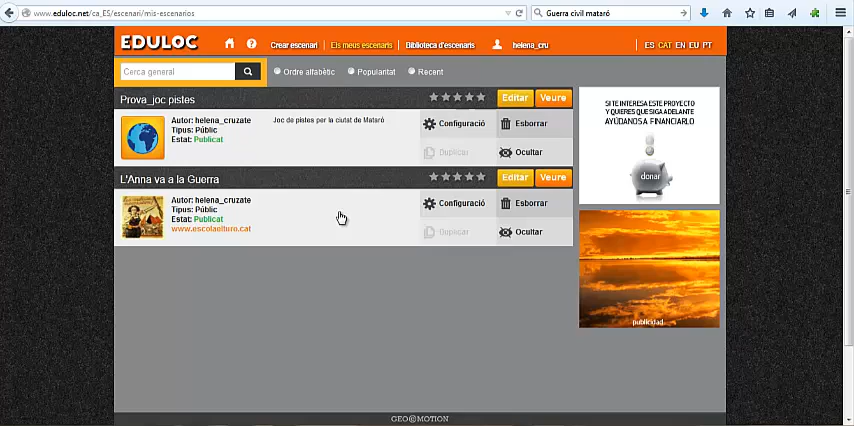 www.eduloc.net/ca_ES/escenari/mis-escenarios
Guerra civil mataró
EDULOC
Crear escenari
Els meus escenaris
Biblioteca d'escenaris
helena_cru
ES CAT EN EU PT
Cerca general
Ordre alfabètic
Popularitat
Recent
Prova_joc pistes
Editar
Veure
Autor: helena_cruzate
Tipus: Públic
Estat: Publicat
Joc de pistes per la ciutat de Mataró
Configuració
Esborrar
Duplicar
Ocultar
L'Anna va a la Guerra
Editar
Veure
Autor: helena_cruzate
Tipus: Públic
Estat: Publicat
www.escolaelturo.cat
Configuració
Esborrar
Duplicar
Ocultar
SI TE INTERESA ESTE PROYECTO
Y QUIERES QUE SIGA ADELANTE
AYÚDANOS A FINANCIARLO
donar
publicidad
GEOMOTION